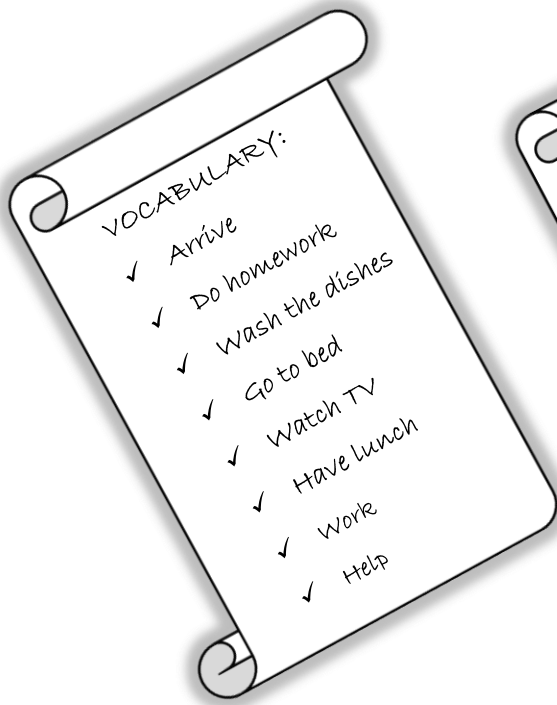 VOCABULARY:
✓ Arrive
✓ Do homework
✓ Wash the dishes
✓ Go to bed
✓ Watch TV
✓ Have lunch
✓ Work
✓ Help